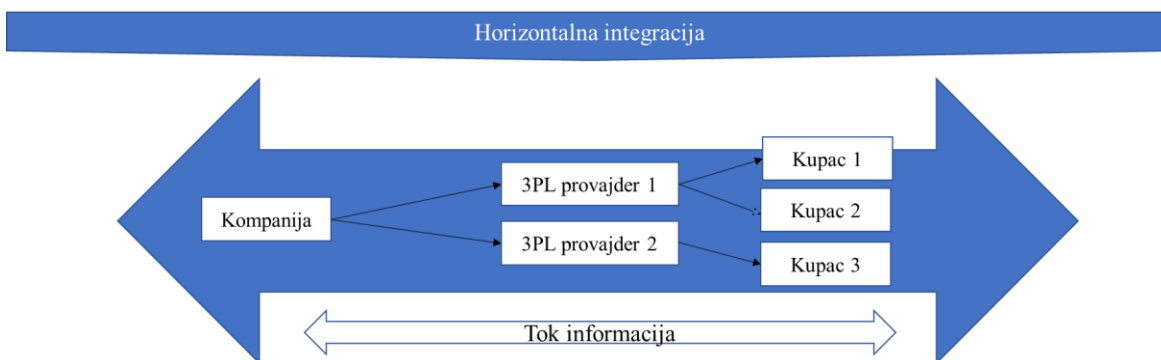 Horizontalna integracija
Kupac 1
3PL provajder 1
Kompanija
Kupac 2
3PL provajder 2
Kupac 3
Tok informacija